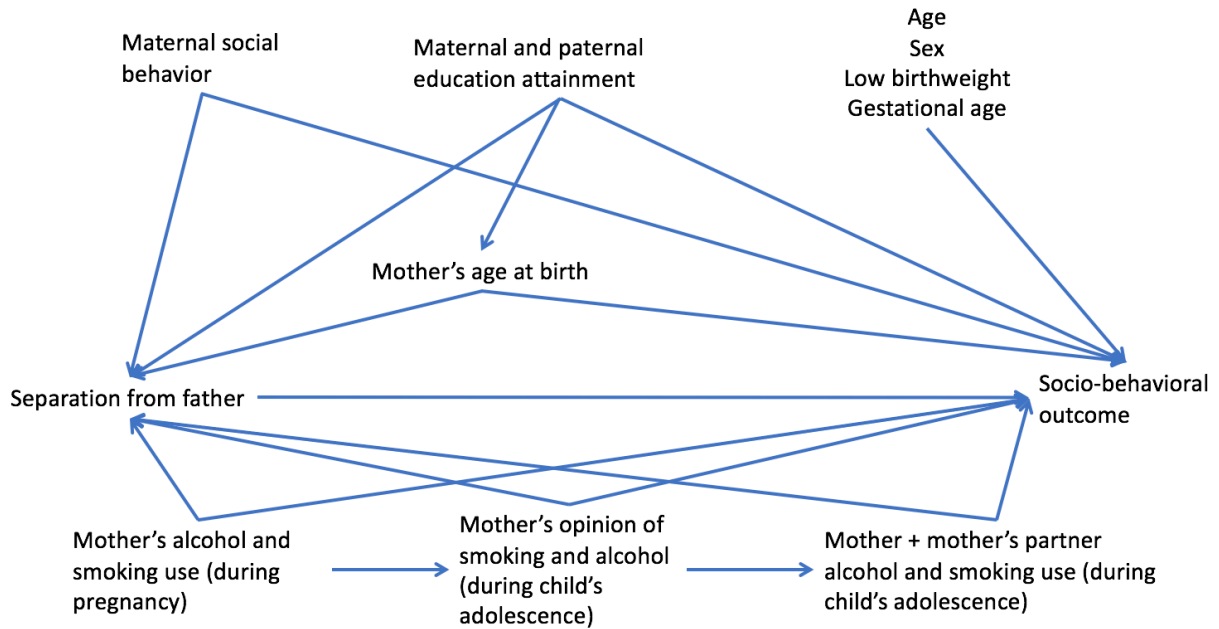 Maternal social
behavior
Maternal and paternal
education attainment
Age
Sex
Low birthweight
Gestational age
Mother's age at birth
Separation from father
Socio-behavioral
outcome
Mother's alcohol and
smoking use (during
pregnancy)
Mother's opinion of
smoking and alcohol
(during child's
adolescence)
Mother + mother's partner
alcohol and smoking use (during
child's adolescence)